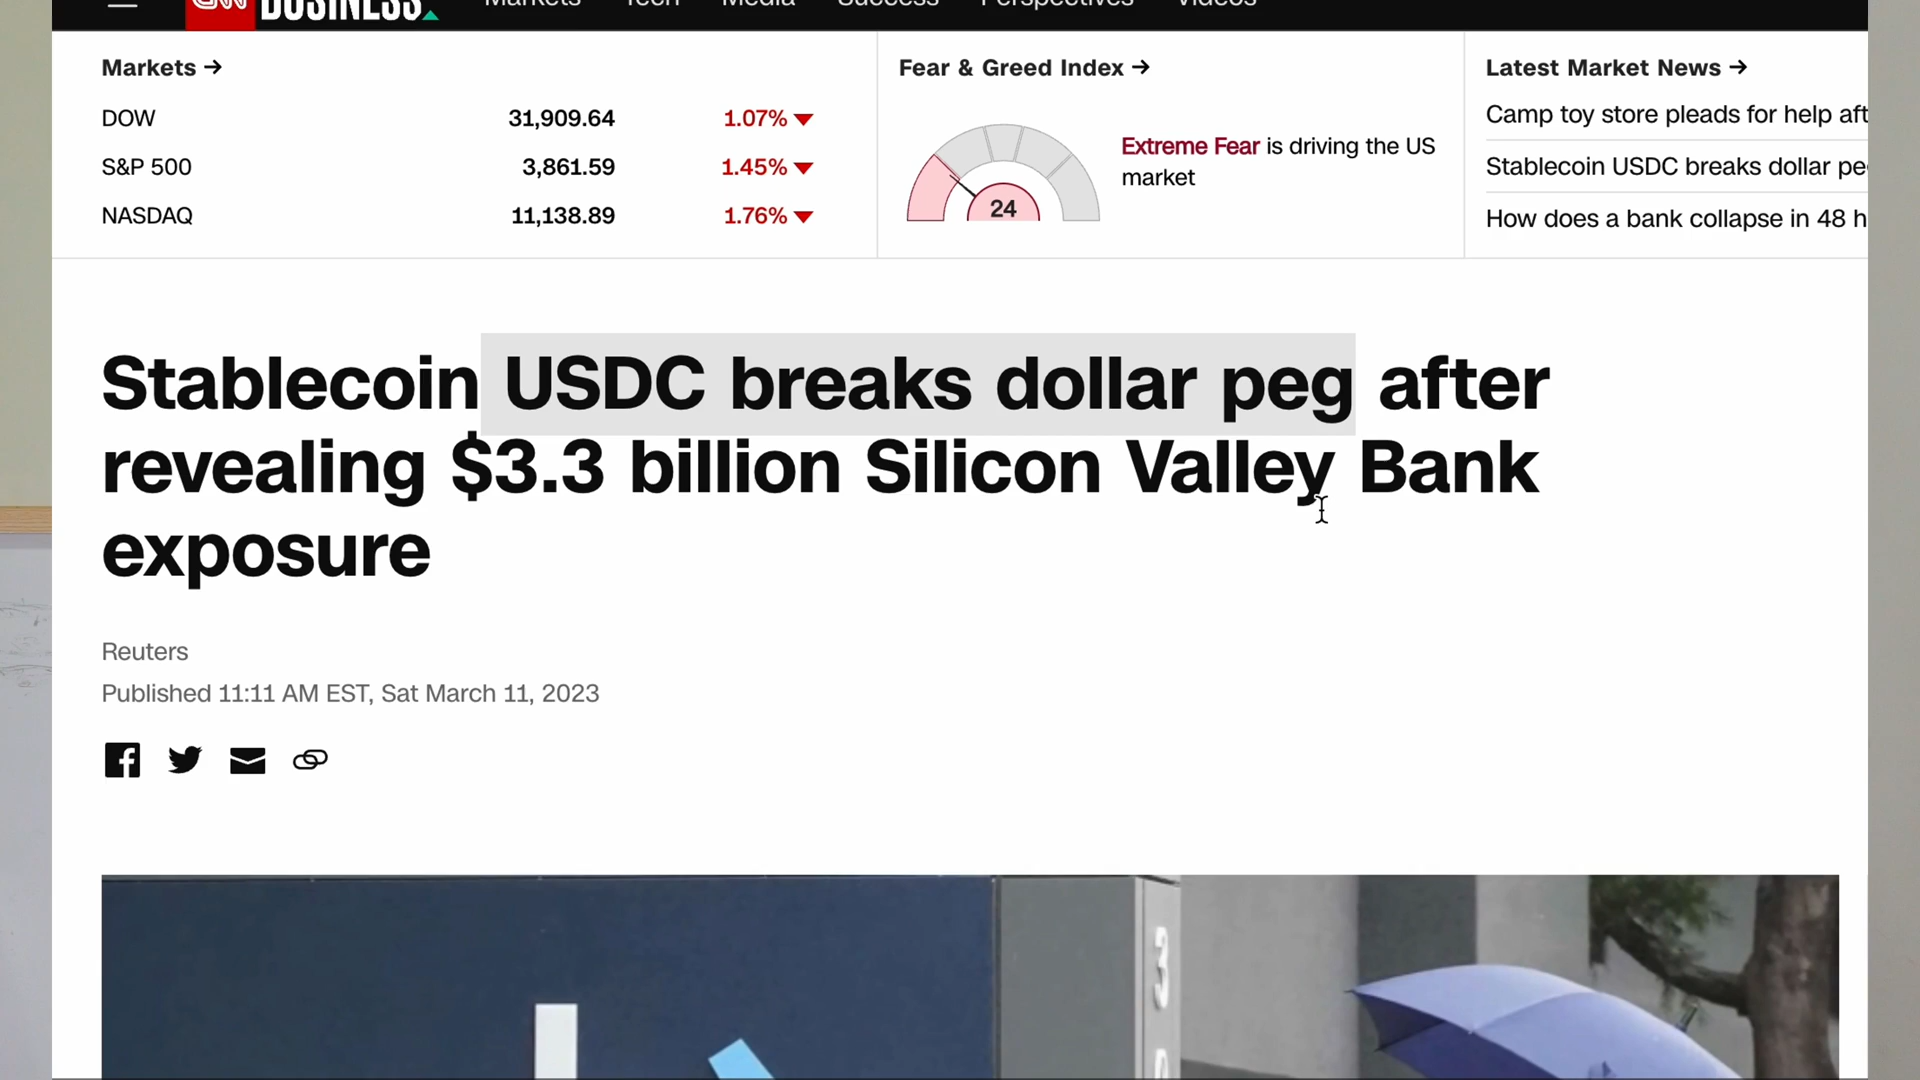 CNN BUSINESS
Markets Tech Media Success Perspectives Videos
Markets →
DOW 31,909.64 1.07%
S&P 500 3,861.59 1.45%
NASDAQ 11,138.89 1.76%
Fear & Greed Index →
24
Extreme Fear is driving the US
market
Latest Market News →
Camp toy store pleads for help aft
Stablecoin USDC breaks dollar pe
How does a bank collapse in 48 h
Stablecoin USDC breaks dollar peg after
revealing $3.3 billion Silicon Valley Bank
exposure
Reuters
Published 11:11 AM EST, Sat March 11, 2023
3